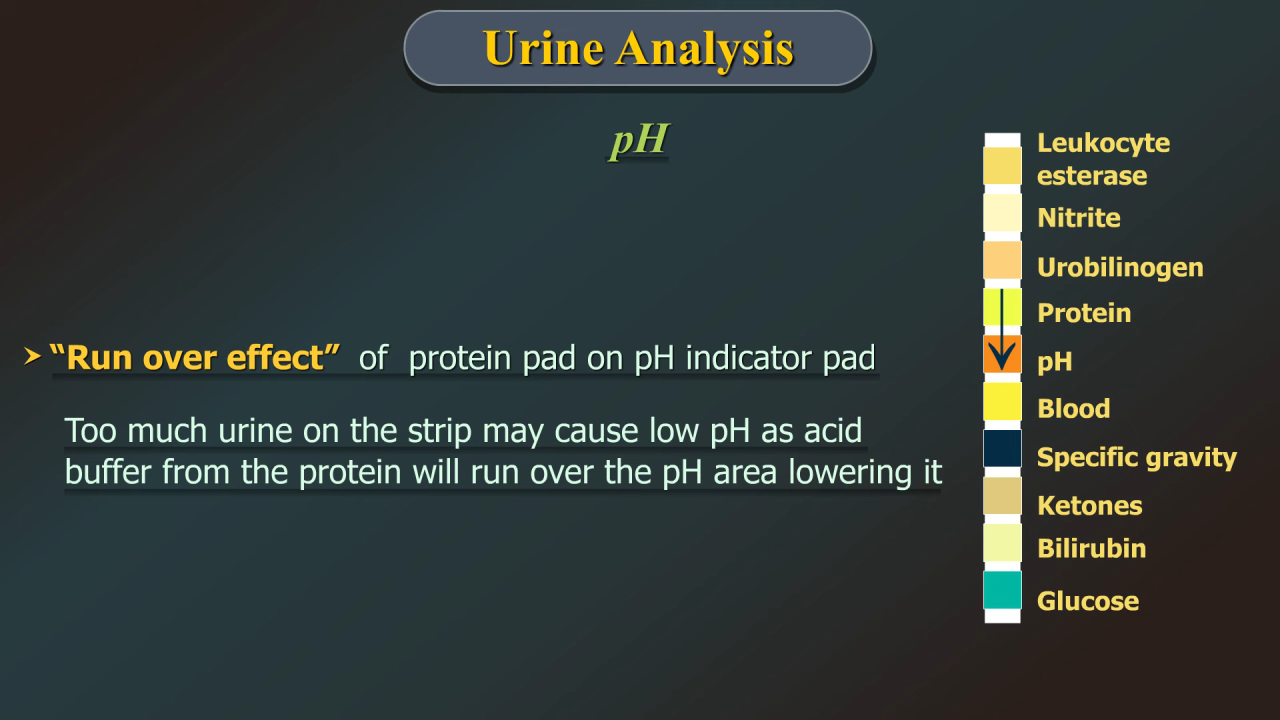 Urine Analysis
pH
“Run over effect” of protein pad on pH indicator pad
Too much urine on the strip may cause low pH as acid
buffer from the protein will run over the pH area lowering it
Leukocyte
esterase
Nitrite
Urobilinogen
Protein
pH
Blood
Specific gravity
Ketones
Bilirubin
Glucose